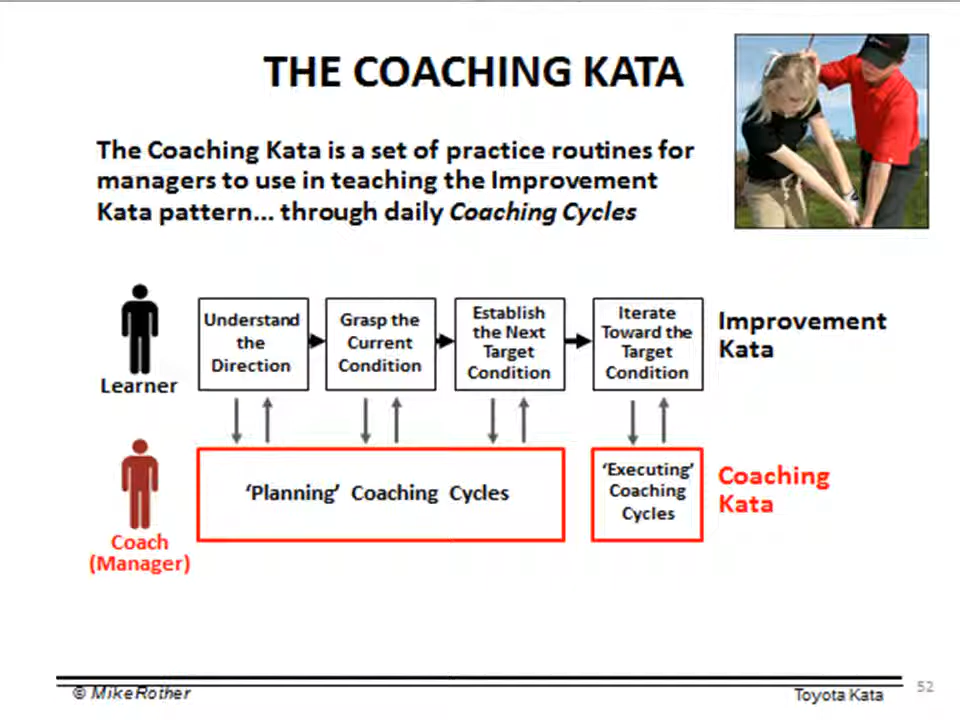 THE COACHING KATA
The Coaching Kata is a set of practice routines for
managers to use in teaching the Improvement
Kata pattern... through daily Coaching Cycles
Learner
Understand
the
Direction
Grasp the
Current
Condition
Establish
the Next
Target
Condition
Iterate
Toward the
Target
Condition
Improvement
Kata
Coach
(Manager)
‘Planning’ Coaching Cycles
‘Executing’
Coaching
Cycles
Coaching
Kata
© Mike Rother
Toyota Kata
52